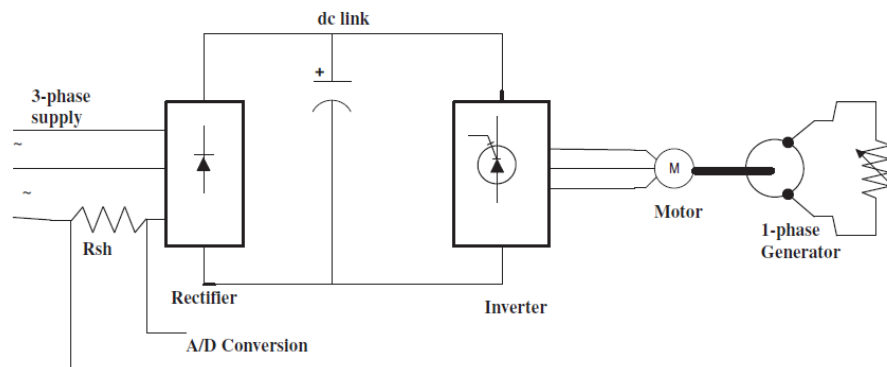 dc link
3-phase
supply
~
~
+
Rsh
Rectifier
A/D Conversion
Inverter
M
Motor
1-phase
Generator